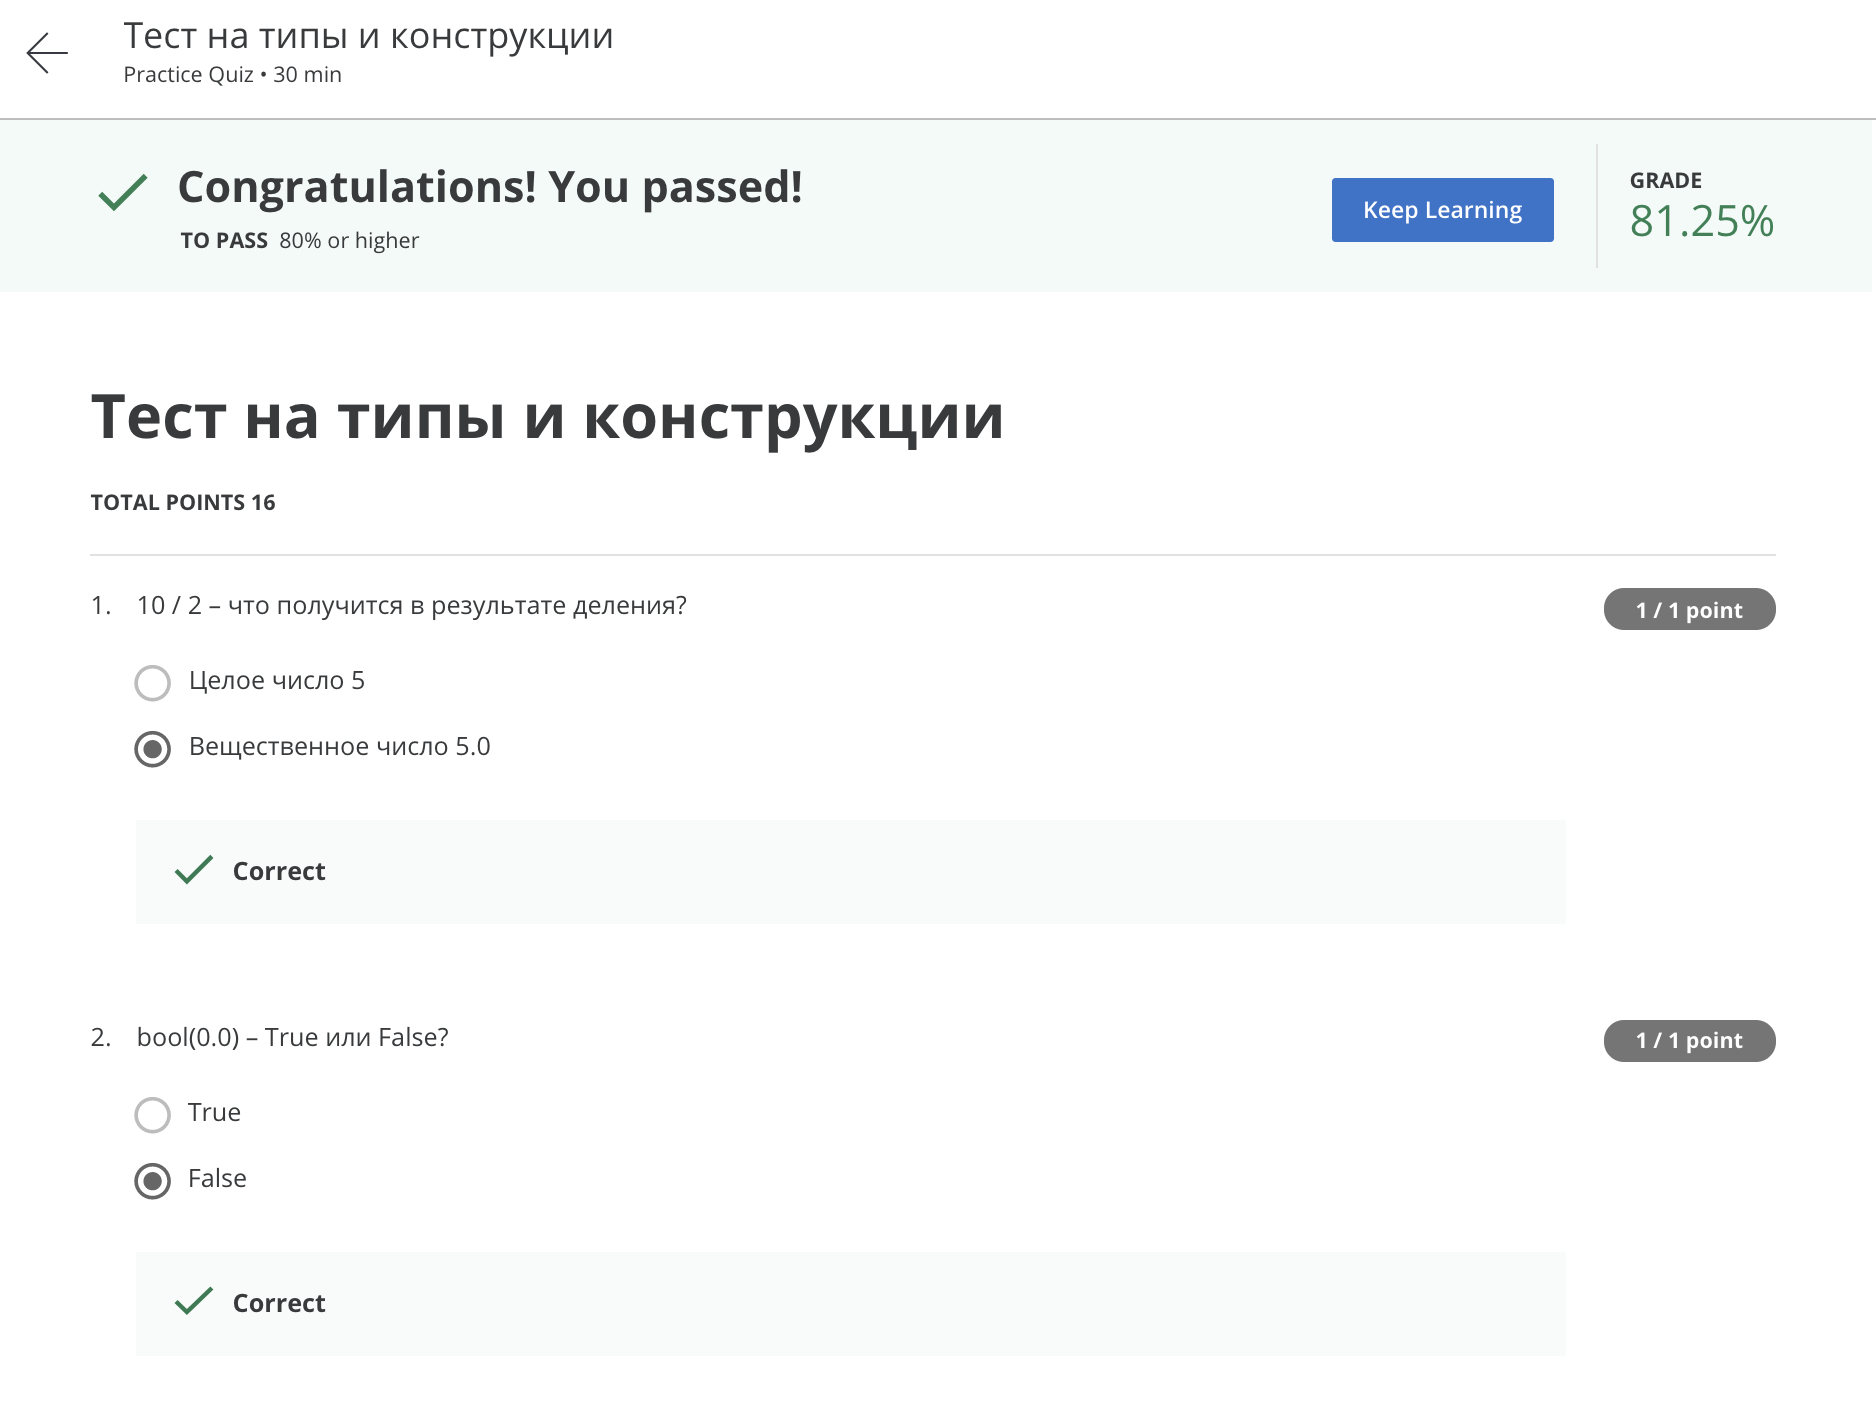 Тест на типы и конструкции
Practice Quiz • 30 min
Congratulations! You passed!
TO PASS 80% or higher
Keep Learning
GRADE
81.25%
Тест на типы и конструкции
TOTAL POINTS 16
1. 10 / 2 – что получится в результате деления?
1 / 1 point
Целое число 5
Вещественное число 5.0
Correct
2. bool(0.0) – True или False?
1 / 1 point
True
False
Correct